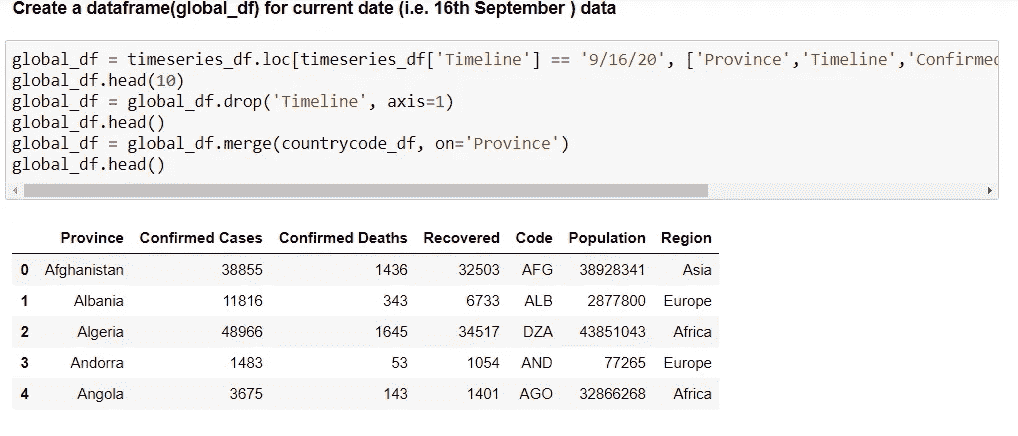 Create a dataframe(global_df) for current date (i.e. 16th September ) data
global_df = timeseries_df.loc[timeseries_df['Timeline'] == '9/16/20', ['Province','Timeline','Confirmed
global_df.head(10)
global_df = global_df.drop('Timeline', axis=1)
global_df.head()
global_df = global_df.merge(countrycode_df, on='Province')
global_df.head()
Province Confirmed Cases Confirmed Deaths Recovered Code Population Region
0 Afghanistan 38855 1436 32503 AFG 38928341 Asia
1 Albania 11816 343 6733 ALB 2877800 Europe
2 Algeria 48966 1645 34517 DZA 43851043 Africa
3 Andorra 1483 53 1054 AND 77265 Europe
4 Angola 3675 143 1401 AGO 32866268 Africa